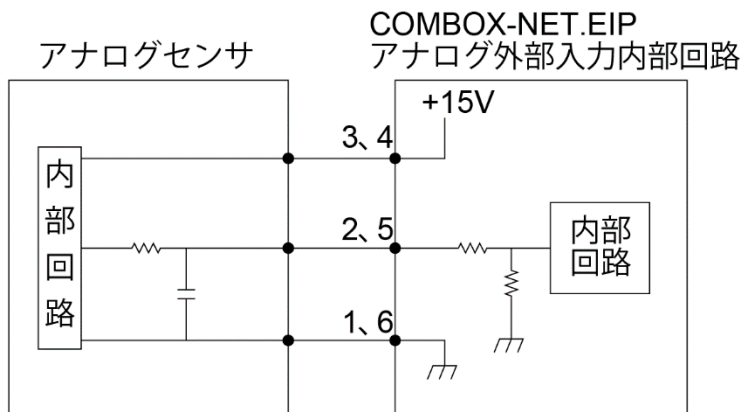 アナログセンサ
COMBOX-NET.EIP
アナログ外部入力内部回路
+15V
3、4
内部回路
2、5
内部
回路
1、6